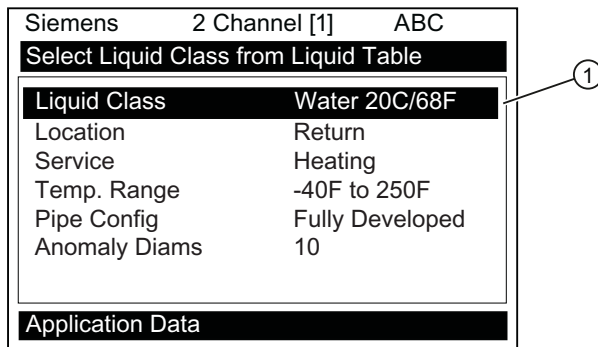 Siemens 2 Channel [1] ABC
Select Liquid Class from Liquid Table
Liquid Class Water 20C/68F
1
Location Return
Service Heating
Temp. Range -40F to 250F
Pipe Config Fully Developed
Anomaly Diams 10
Application Data